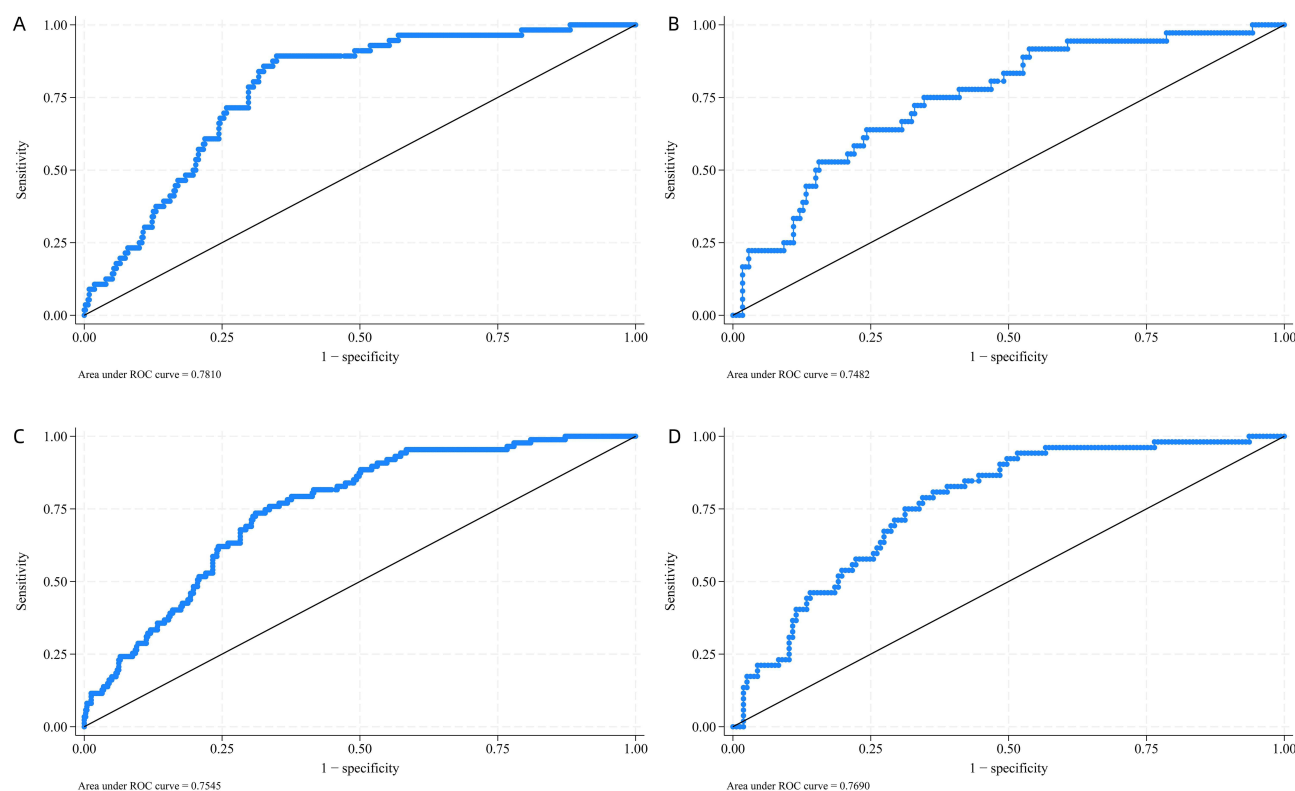 A
1.00
0.75
0.50
0.25
0.00
Sensitivity
0.00 0.25 0.50 0.75 1.00
1 − specificity
Area under ROC curve = 0.7810
B
1.00
0.75
0.50
0.25
0.00
Sensitivity
0.00 0.25 0.50 0.75 1.00
1 − specificity
Area under ROC curve = 0.7482
C
1.00
0.75
0.50
0.25
0.00
Sensitivity
0.00 0.25 0.50 0.75 1.00
1 − specificity
Area under ROC curve = 0.7545
D
1.00
0.75
0.50
0.25
0.00
Sensitivity
0.00 0.25 0.50 0.75 1.00
1 − specificity
Area under ROC curve = 0.7690